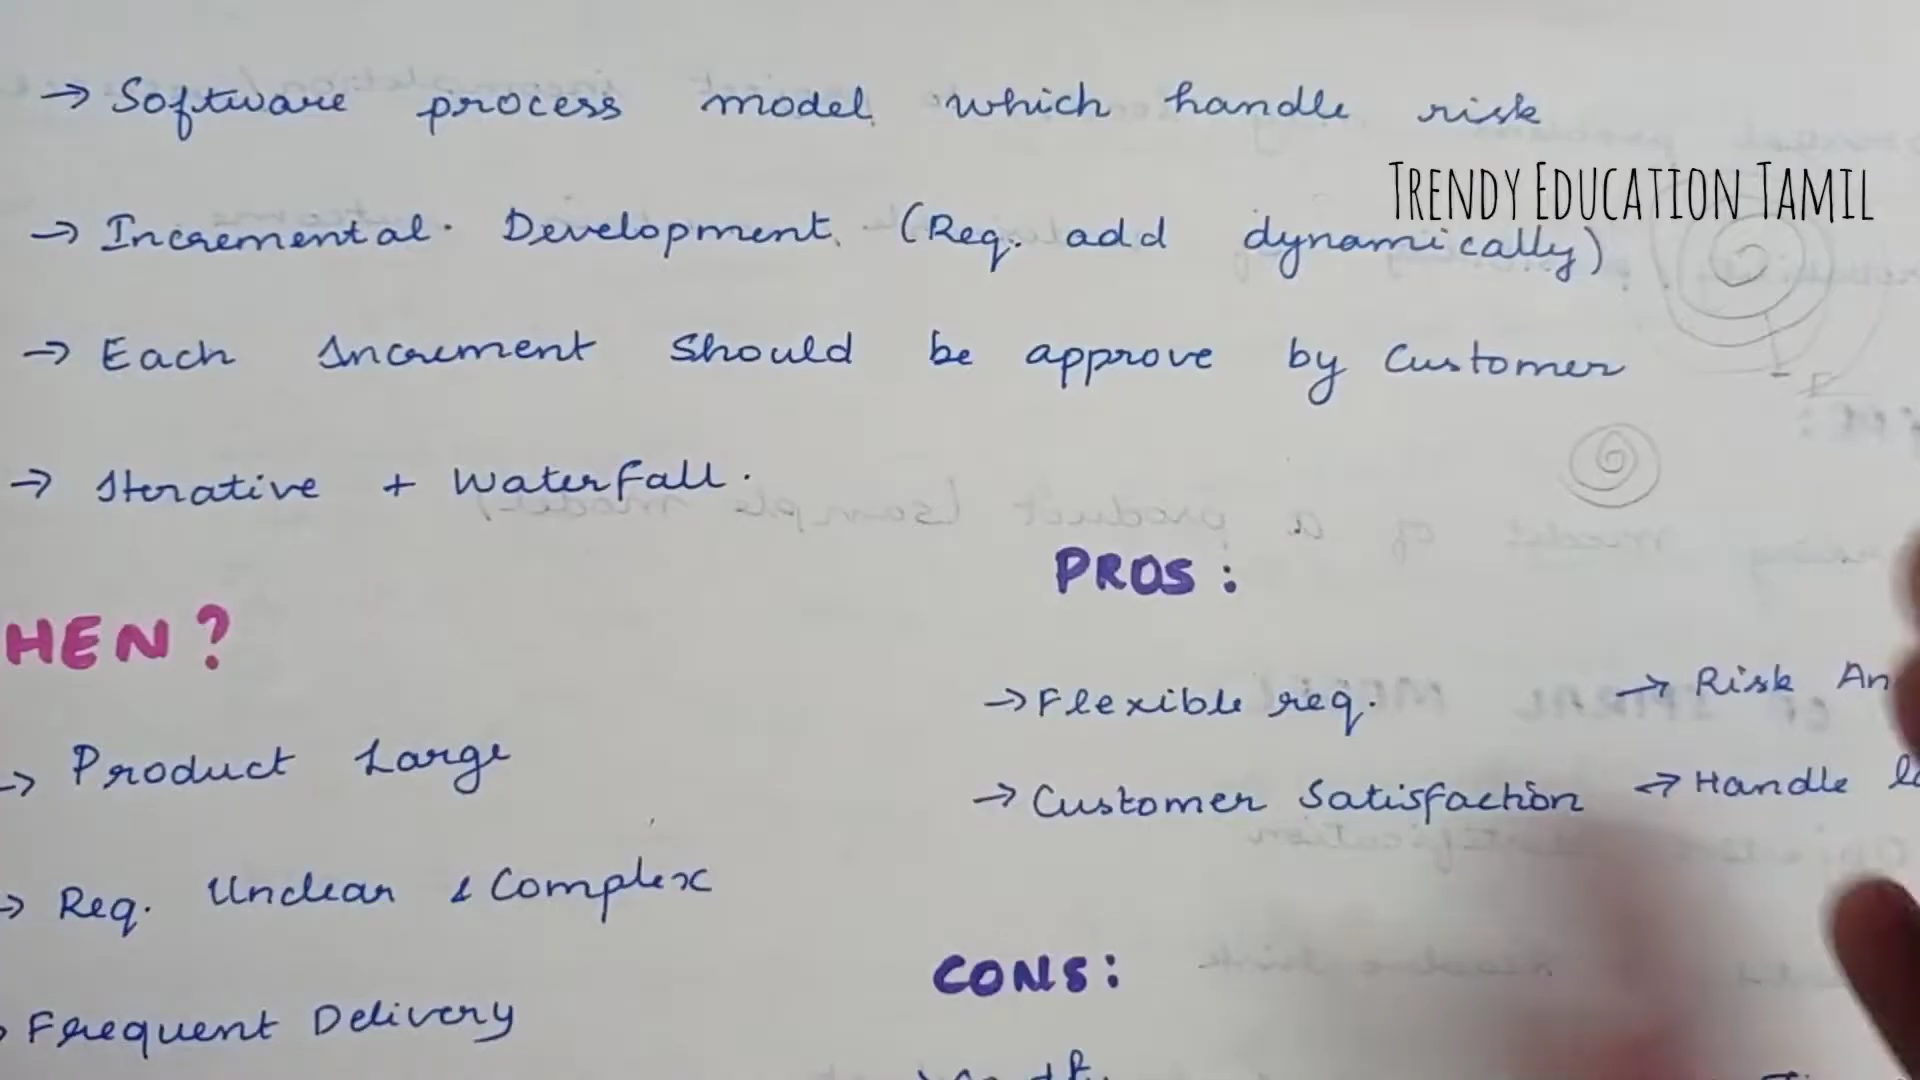 → Software process model which handle risk
TRENDY EDUCATION TAMIL
→ Incremental. Development. (Req. add dynamically)
→ Each Increment should be approve by Customer
→ Iterative + Waterfall.
PROS:
HEN?
→ Flexible req. → Risk An
→ Product Large
→ Customer Satisfaction → Handle
→ Req. Unclear & Complex
CONS:
Frequent Delivery